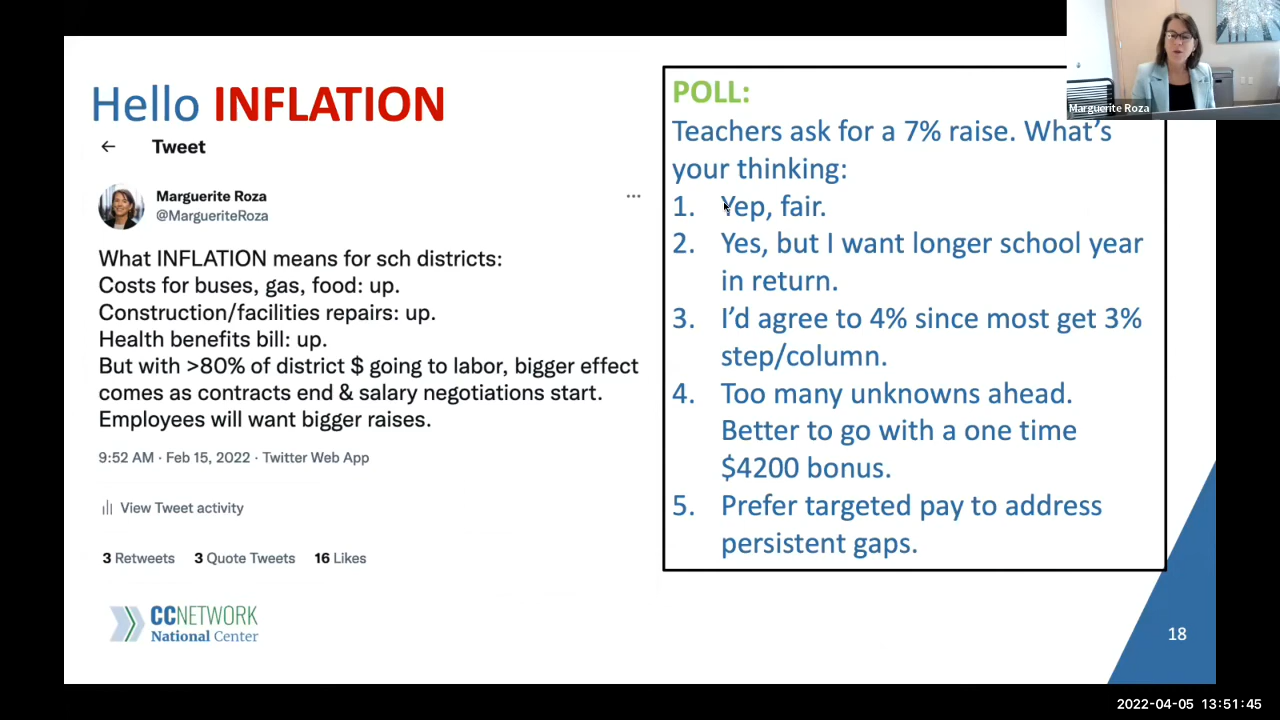 Hello INFLATION
Tweet
Marguerite Roza
@MargueriteRoza
What INFLATION means for sch districts:
Costs for buses, gas, food: up.
Construction/facilities repairs: up.
Health benefits bill: up.
But with >80% of district $ going to labor, bigger effect
comes as contracts end & salary negotiations start.
Employees will want bigger raises.
9:52 AM · Feb 15, 2022 · Twitter Web App
View Tweet activity
3 Retweets 3 Quote Tweets 16 Likes
CCNETWORK
National Center
POLL:
Teachers ask for a 7% raise. What's
your thinking:
1. Yep, fair.
2. Yes, but I want longer school year
in return.
3. I'd agree to 4% since most get 3%
step/column.
4. Too many unknowns ahead.
Better to go with a one time
$4200 bonus.
5. Prefer targeted pay to address
persistent gaps.
18
Marguerite Roza
2022-04-05 13:51:45